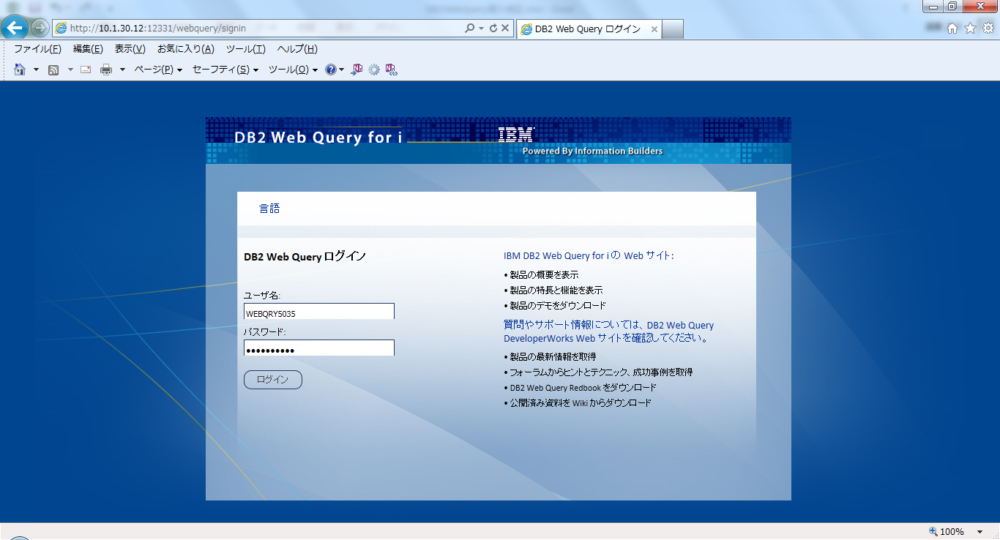 http://10.1.30.12:12331/webquery/signin
DB2 Web Query ログイン
ファイル(F) 編集(E) 表示(V) お気に入り(A) ツール(T) ヘルプ(H)
ページ(P) セーフティ(S) ツール(O)
DB2 Web Query for i
IBM
Powered By Information Builders
言語
DB2 Web Query ログイン
ユーザ名:
WEBQRY5035
パスワード:
••••••••••
ログイン
IBM DB2 Web Query for i の Web サイト:
• 製品の概要を表示
• 製品の特長と機能を表示
• 製品のデモをダウンロード
質問やサポート情報については、DB2 Web Query
DeveloperWorks Web サイトを確認してください。
• 製品の最新情報を取得
• フォーラムからヒントとテクニック、成功事例を取得
• DB2 Web Query Redbook をダウンロード
• 公開済み資料を Wiki からダウンロード
100%